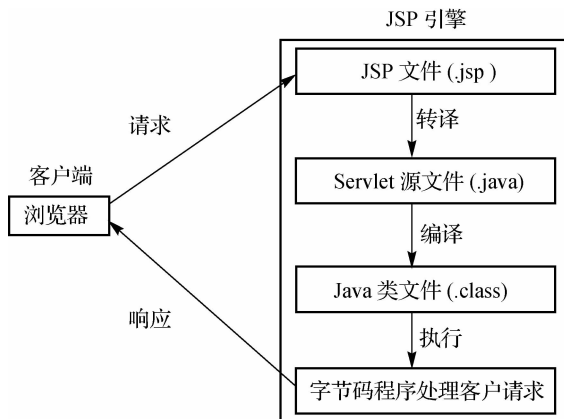 JSP 引擎
JSP 文件 (.jsp )
请求
转译
客户端
Servlet 源文件 (.java)
浏览器
编译
Java 类文件 (.class)
响应
执行
字节码程序处理客户请求